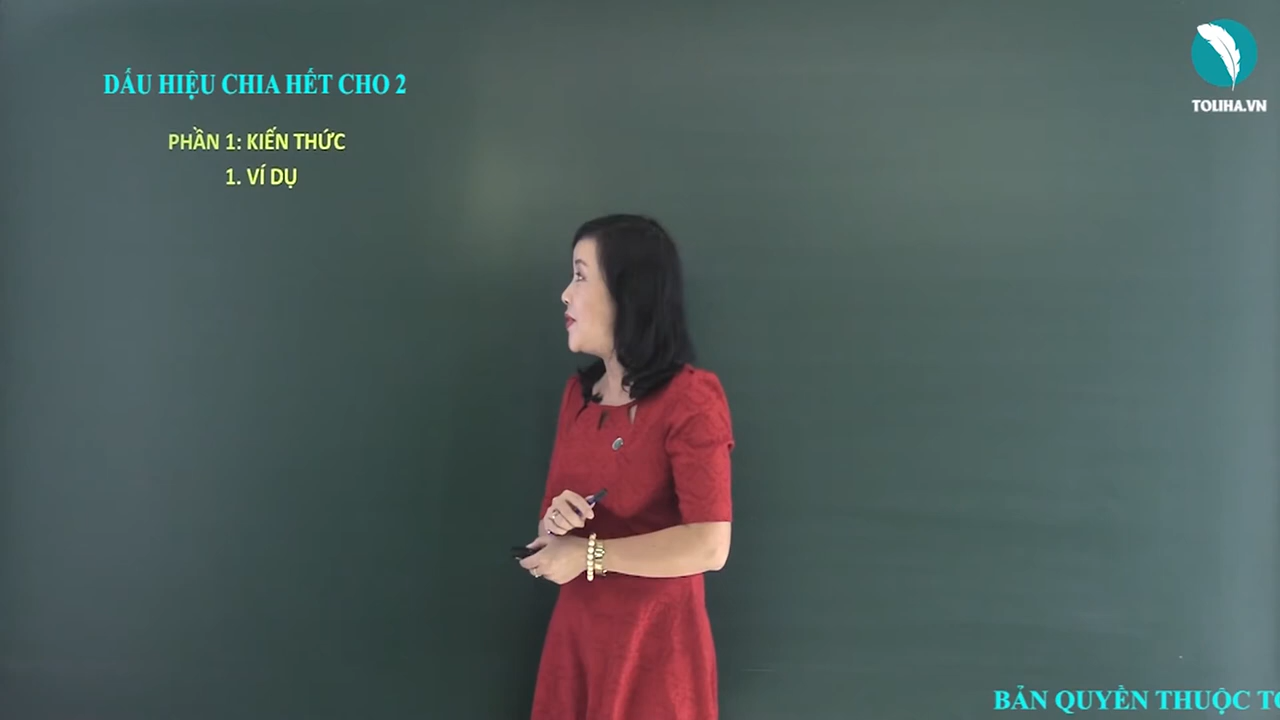 DẤU HIỆU CHIA HẾT CHO 2
PHẦN 1: KIẾN THỨC
1. VÍ DỤ
TOLIHA.VN
BẢN QUYỀN THUỘC